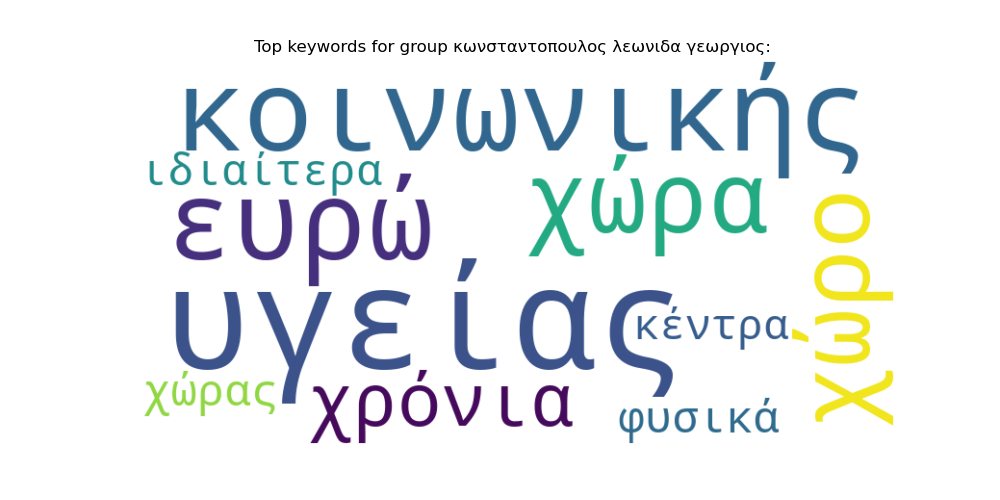 Top keywords for group κωνσταντοπουλος λεωνιδα γεωργιος:
κοινωνικής
ιδιαίτερα
χώρα
ευρώ
χώρο
υγείας
κέντρα
χώρας
χρόνια
φυσικά